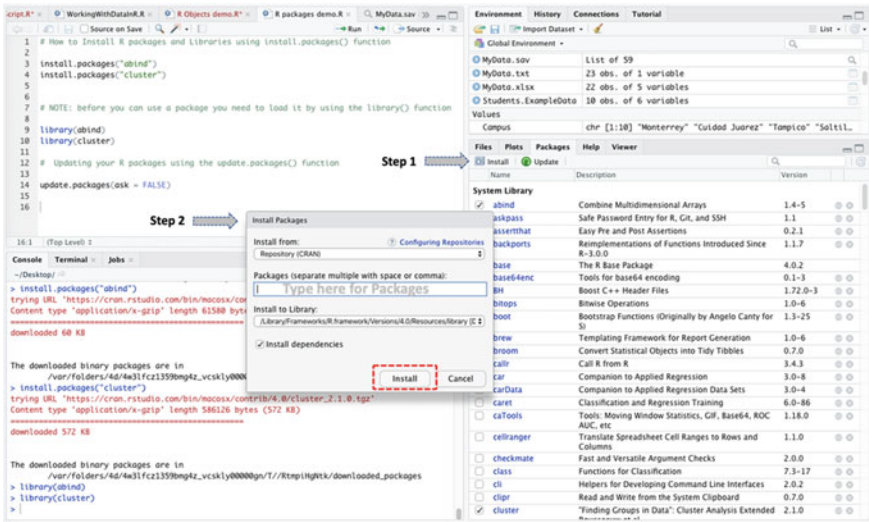 cript.R* WorkingWithDataInR.R R Objects demo.R* R packages demo.R MyData.sav
Source on Save Run Source
1 # How to Install R packages and Libraries using install.packages() function
2
3 install.packages("abind")
4 install.packages("cluster")
5
6
7 # NOTE: before you can use a package you need to load it by using the library() function
8
9 library(abind)
10 library(cluster)
11
12 # Updating your R packages using the update.packages() function
13
14 update.packages(ask = FALSE)
15
16
16:1 (Top Level)
Console Terminal Jobs
~/Desktop/
> install.packages("abind")
trying URL 'https://cran.rstudio.com/bin/macosx/con
Content type 'application/x-gzip' length 61580 byte
downloaded 60 KB
The downloaded binary packages are in
> install.packages("cluster")
trying URL 'https://cran.rstudio.com/bin/macosx/contrib/4.0/cluster_2.1.0.tgz'
Content type 'application/x-gzip' length 586126 bytes (572 KB)
downloaded 572 KB
The downloaded binary packages are in
> library(abind)
> library(cluster)
>
Step 1
Step 2
Install Packages
Install from: ? Configuring Repositories
Repository (CRAN)
Packages (separate multiple with space or comma):
Type here for Packages
Install to Library:
/Library/Frameworks/R.framework/Versions/4.0/Resources/library [D
Install dependencies
Install Cancel
Environment History Connections Tutorial
Import Dataset List
Global Environment
MyData.sav List of 59
MyData.txt 23 obs. of 1 variable
MyData.xlsx 22 obs. of 5 variables
Students.ExampleData 10 obs. of 6 variables
Values
Campus chr [1:10] "Monterrey" "Cuidad Juarez" "Tampico" "Saltil…
Files Plots Packages Help Viewer
Install Update
Name Description Version
System Library
abind Combine Multidimensional Arrays 1.4-5
askpass Safe Password Entry for R, Git, and SSH 1.1
assertthat Easy Pre and Post Assertions 0.2.1
backports Reimplementations of Functions Introduced Since 1.1.7
R-3.0.0
base The R Base Package 4.0.2
base64enc Tools for base64 encoding 0.1-3
BH Boost C++ Header Files 1.72.0-3
bitops Bitwise Operations 1.0-6
boot Bootstrap Functions (Originally by Angelo Canty for 1.3-25
S)
brew Templating Framework for Report Generation 1.0-6
broom Convert Statistical Objects into Tidy Tibbles 0.7.0
callr Call R from R 3.4.3
car Companion to Applied Regression 3.0-8
carData Companion to Applied Regression Data Sets 3.0-4
caret Classification and Regression Training 6.0-86
caTools Tools: Moving Window Statistics, GIF, Base64, ROC 1.18.0
AUC, etc
cellranger Translate Spreadsheet Cell Ranges to Rows and 1.1.0
Columns
checkmate Fast and Versatile Argument Checks 2.0.0
class Functions for Classification 7.3-17
cli Helpers for Developing Command Line Interfaces 2.0.2
clipr Read and Write from the System Clipboard 0.7.0
cluster "Finding Groups in Data": Cluster Analysis Extended 2.1.0